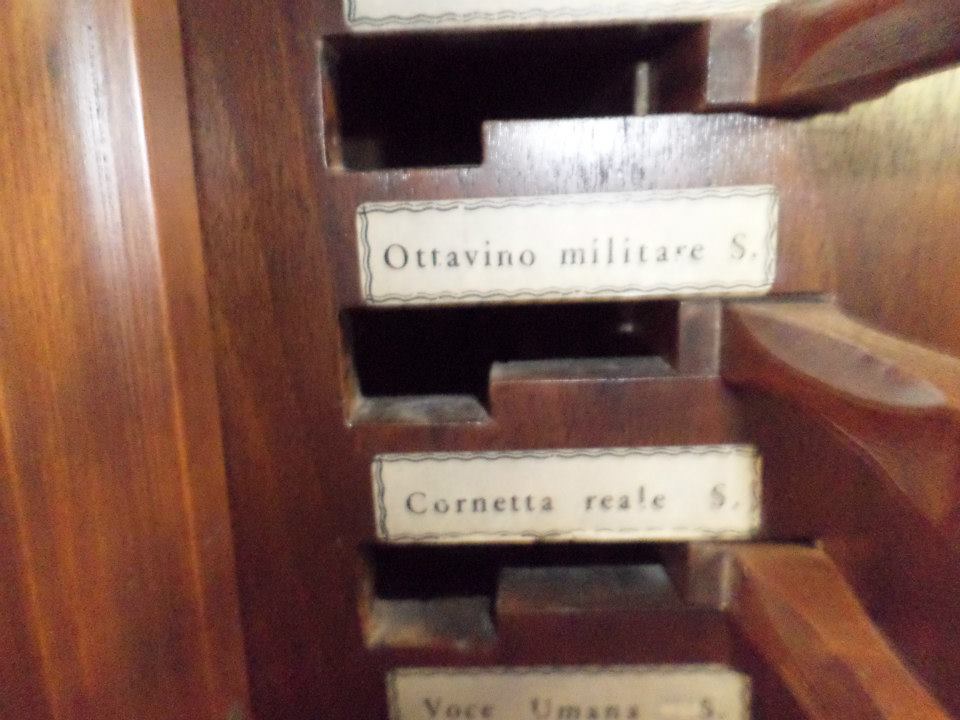 Ottavino militare S.
Cornetta reale S.
Voce Umana S.